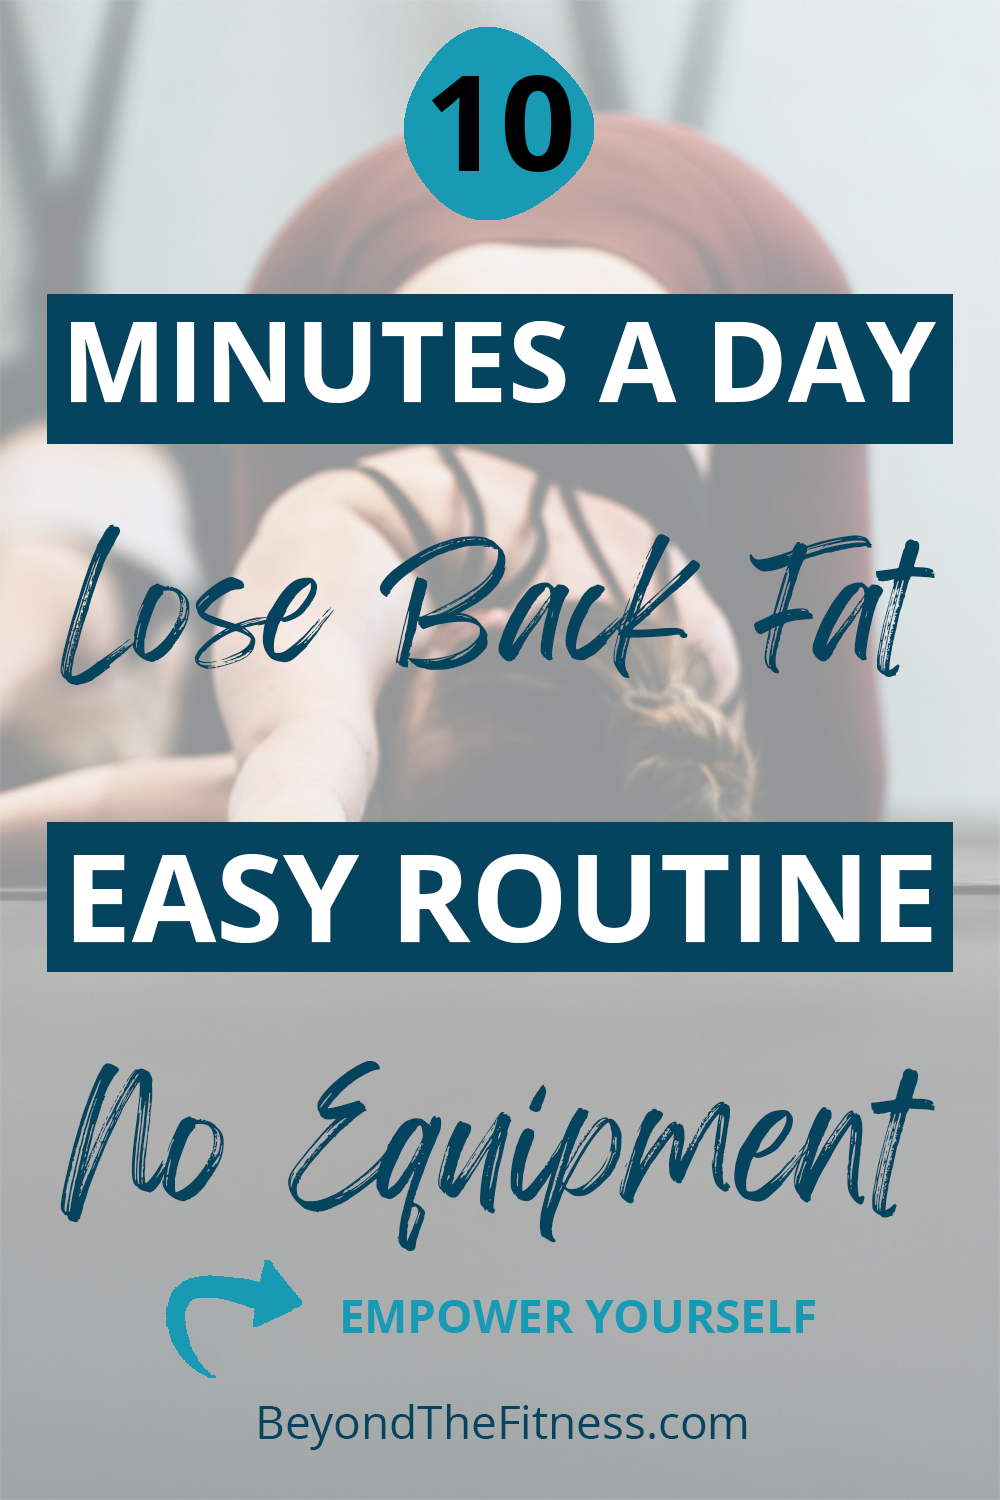 10
MINUTES A DAY
Lose Back Fat
EASY ROUTINE
No Equipment
EMPOWER YOURSELF
BeyondTheFitness.com